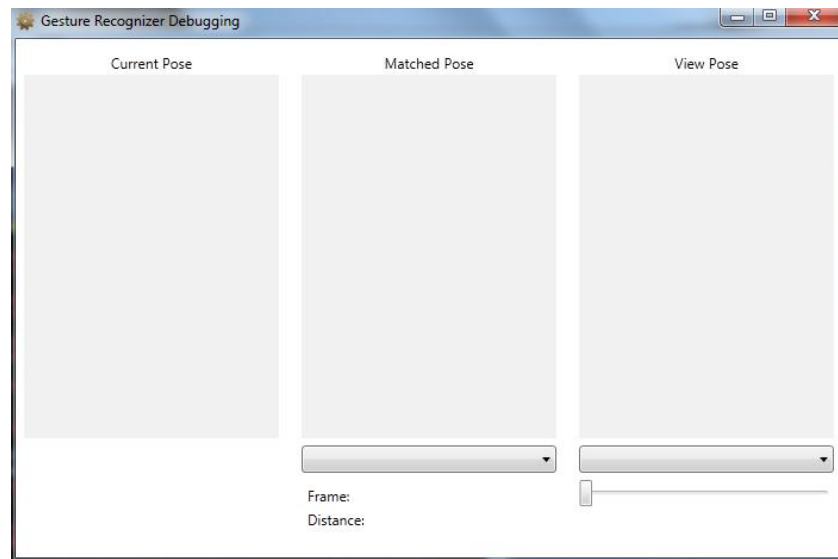 Gesture Recognizer Debugging
Current Pose
Matched Pose
View Pose
Frame:
Distance: